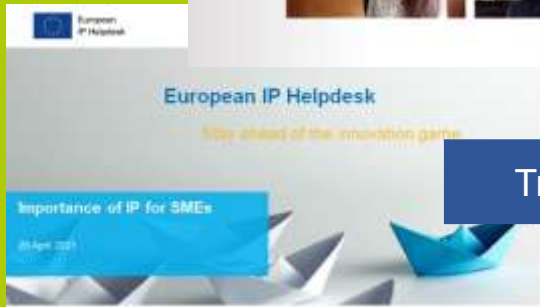 European
IP Helpdesk
European IP Helpdesk
Stay ahead of the innovation game
Tr
Importance of IP for SMEs